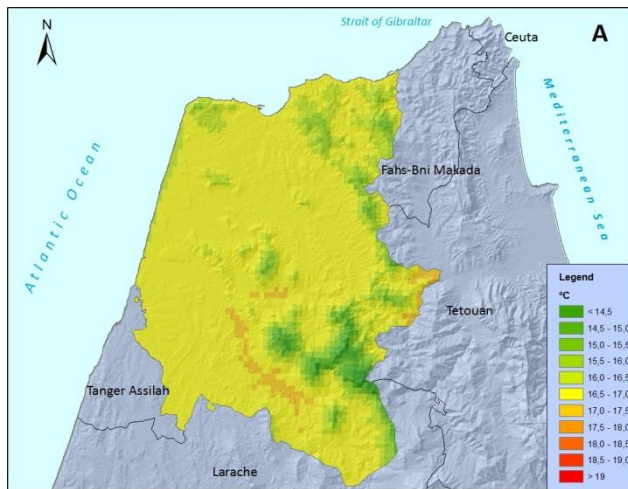 N
Strait of Gibraltar
Ceuta
A
Atlantic Ocean
Mediterranean Sea
Fahs-Bni Makada
Tetouan
Tanger Assilah
Larache
Legend
°C
< 14,5
14,5 - 15,0
15,0 - 15,5
15,5 - 16,0
16,0 - 16,5
16,5 - 17,0
17,0 - 17,5
17,5 - 18,0
18,0 - 18,5
18,5 - 19,0
> 19